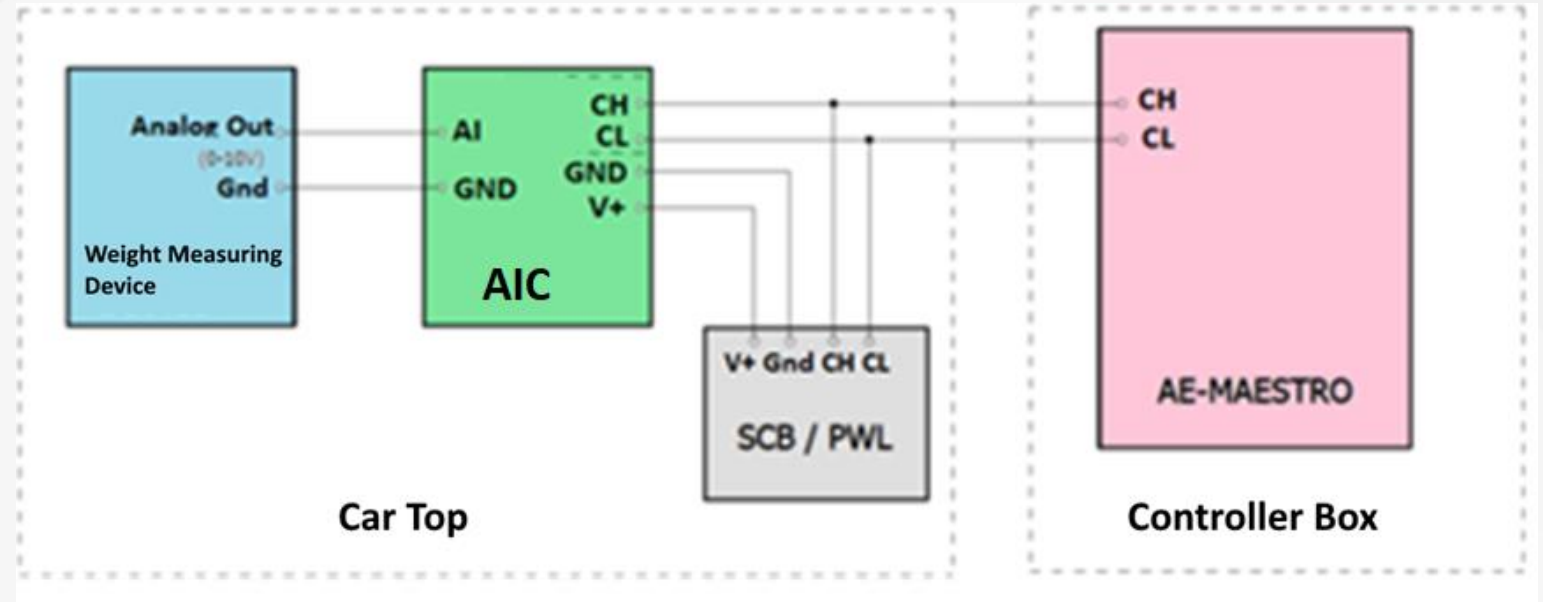 Analog Out
(0-10V)
Gnd
Weight Measuring
Device
AI
GND
CH
CL
GND
V+
AIC
V+ Gnd CH CL
SCB / PWL
Car Top
CH
CL
AE-MAESTRO
Controller Box